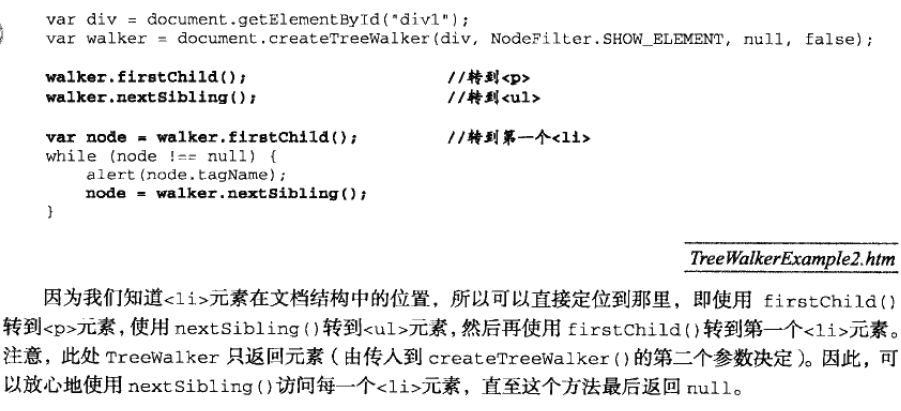 var div = document.getElementById("div1");
var walker = document.createTreeWalker(div, NodeFilter.SHOW_ELEMENT, null, false);
walker.firstChild(); //转到<p>
walker.nextSibling(); //转到<ul>
var node = walker.firstChild(); //转到第一个<li>
while (node !== null) {
alert(node.tagName);
node = walker.nextSibling();
}
TreeWalkerExample2.htm
因为我们知道<li>元素在文档结构中的位置，所以可以直接定位到那里，即使用 firstChild()
转到<p>元素，使用 nextSibling()转到<ul>元素，然后再使用 firstChild()转到第一个<li>元素。
注意，此处 TreeWalker 只返回元素（由传入到 createTreeWalker()的第二个参数决定）。因此，可
以放心地使用 nextSibling()访问每一个<li>元素，直至这个方法最后返回 null。